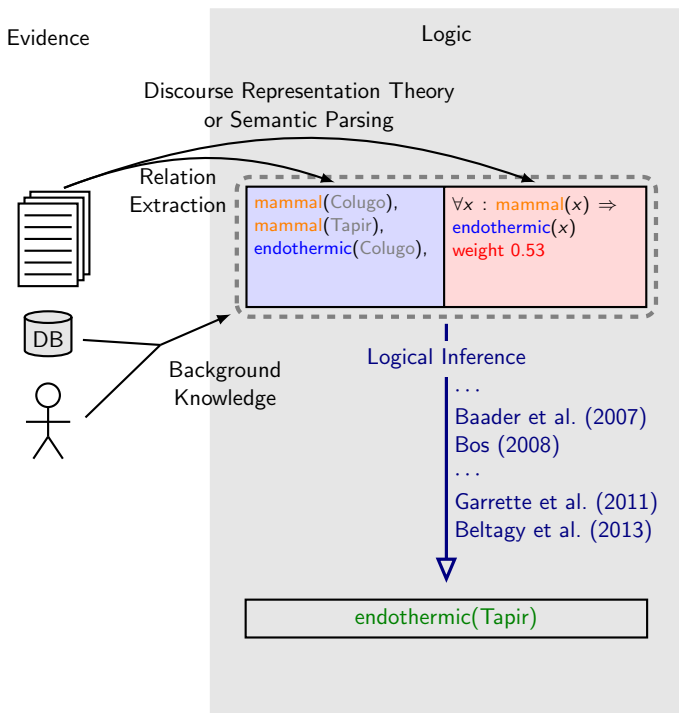 Evidence
Logic
Discourse Representation Theory
or Semantic Parsing
Relation
Extraction
mammal(Colugo),
mammal(Tapir),
endothermic(Colugo),
∀x : mammal(x) ⇒
endothermic(x)
weight 0.53
DB
Background
Knowledge
Logical Inference
...
Baader et al. (2007)
Bos (2008)
...
Garrette et al. (2011)
Beltagy et al. (2013)
endothermic(Tapir)